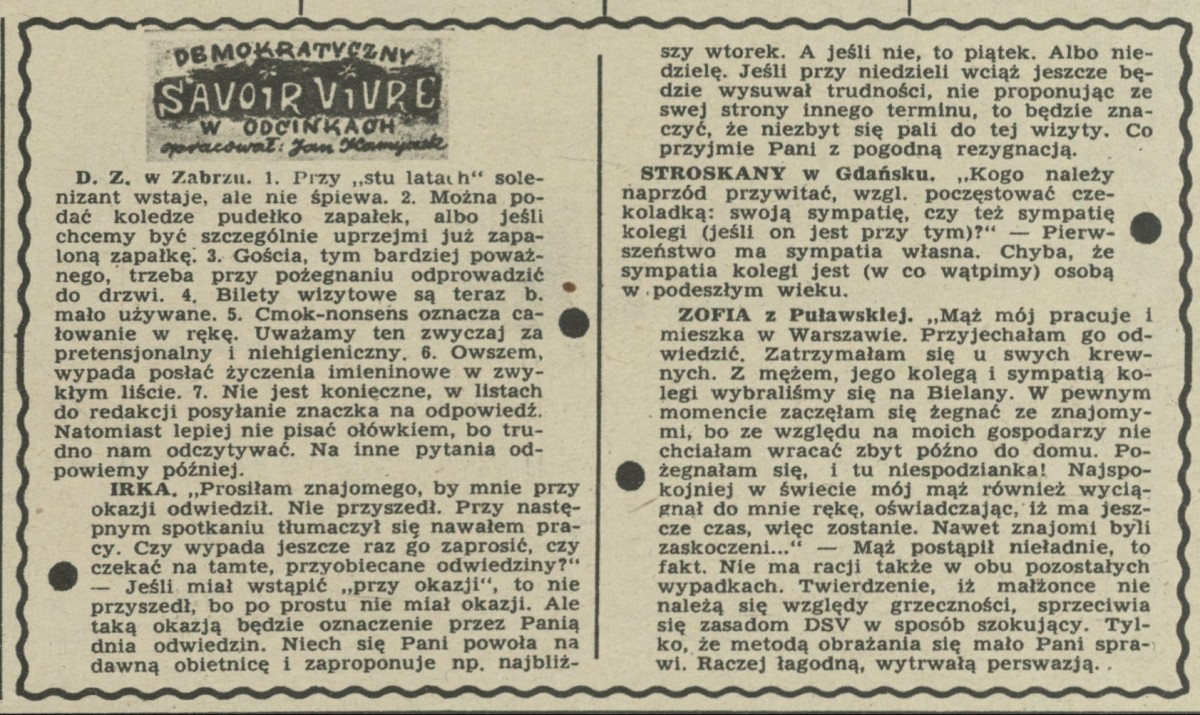 DEMOKRATYCZNY
SAVOIR VIVRE
W ODCINKACH
opracował: Jan Kamyczek
D. Z. w Zabrzu. 1. Przy „stu latach“ sole-
nizant wstaje, ale nie śpiewa. 2. Można po-
dać koledze pudełko zapałek, albo jeśli
chcemy być szczególnie uprzejmi już zapa-
loną zapałkę. 3. Gościa, tym bardziej poważ-
nego, trzeba przy pożegnaniu odprowadzić
do drzwi. 4. Bilety wizytowe są teraz b.
mało używane. 5. Cmok-nonsens oznacza ca-
łowanie w rękę. Uważamy ten zwyczaj za
pretensjonalny i niehigieniczny. 6. Owszem,
wypada posłać życzenia imieninowe w zwy-
kłym liście. 7. Nie jest konieczne, w listach
do redakcji posyłanie znaczka na odpowiedź.
Natomiast lepiej nie pisać ołówkiem, bo tru-
dno nam odczytywać. Na inne pytania od-
powiemy później.
IRKA. „Prosiłam znajomego, by mnie przy
okazji odwiedził. Nie przyszedł. Przy nastę-
pnym spotkaniu tłumaczył się nawałem pra-
cy. Czy wypada jeszcze raz go zaprosić, czy
czekać na tamte, przyobiecane odwiedziny?“
— Jeśli miał wstąpić „przy okazji“, to nie
przyszedł, bo po prostu nie miał okazji. Ale
taką okazją będzie oznaczenie przez Panią
dnia odwiedzin. Niech się Pani powoła na
dawną obietnicę i zaproponuje np. najbliż-
szy wtorek. A jeśli nie, to piątek. Albo nie-
dzielę. Jeśli przy niedzieli wciąż jeszcze bę-
dzie wysuwał trudności, nie proponując ze
swej strony innego terminu, to będzie zna-
czyć, że niezbyt się pali do tej wizyty. Co
przyjmie Pani z pogodną rezygnacją.
STROSKANY w Gdańsku. „Kogo należy
naprzód przywitać, wzgl. poczęstować cze-
koladką: swoją sympatię, czy też sympatię
kolegi (jeśli on jest przy tym)?“ — Pierw-
szeństwo ma sympatia własna. Chyba, że
sympatia kolegi jest (w co wątpimy) osobą
w podeszłym wieku.
ZOFIA z Puławskiej. „Mąż mój pracuje i
mieszka w Warszawie. Przyjechałam go od-
wiedzić. Zatrzymałam się u swych krew-
nych. Z mężem, jego kolegą i sympatią ko-
legi wybraliśmy się na Bielany. W pewnym
momencie zaczęłam się żegnać ze znajomy-
mi, bo ze względu na moich gospodarzy nie
chciałam wracać zbyt późno do domu. Po-
żegnałam się, i tu niespodzianka! Najspo-
kojniej w świecie mój mąż również wycią-
gnął do mnie rękę, oświadczając, iż ma jesz-
cze czas, więc zostanie. Nawet znajomi byli
zaskoczeni...“ — Mąż postąpił nieładnie, to
fakt. Nie ma racji także w obu pozostałych
wypadkach. Twierdzenie, iż małżonce nie
należą się względy grzeczności, sprzeciwia
się zasadom DSV w sposób szokujący. Tyl-
ko, że metodą obrażania się mało Pani spra-
wi. Raczej łagodną, wytrwałą perswazją.